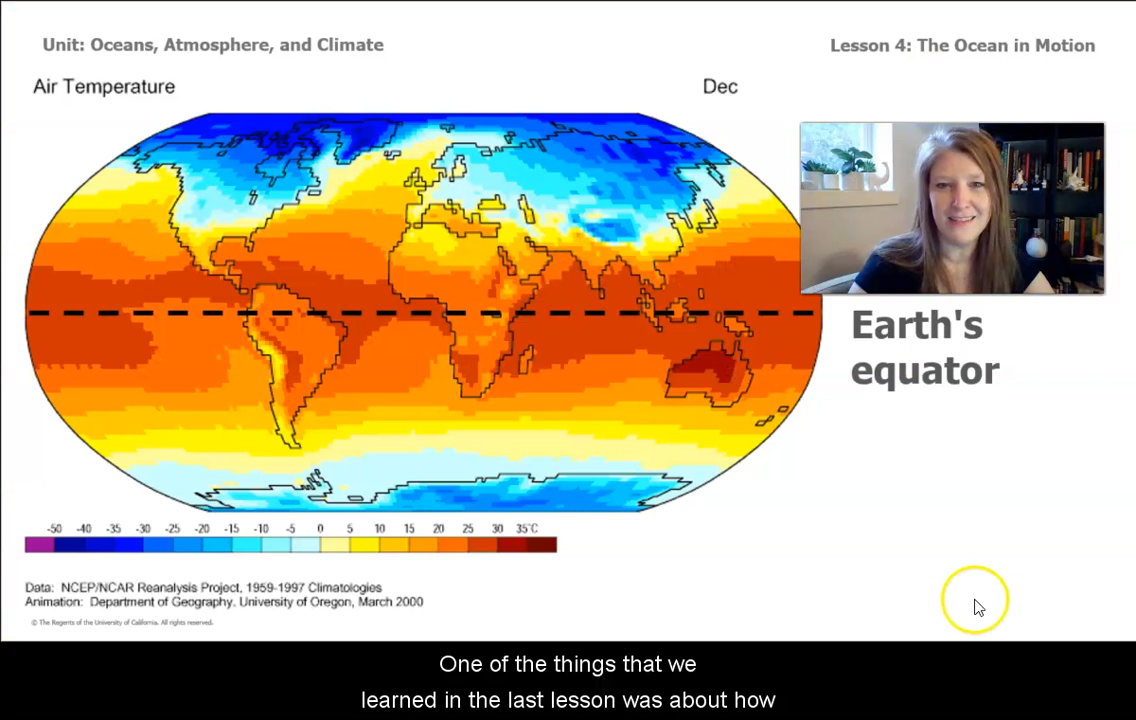 Unit: Oceans, Atmosphere, and Climate
Lesson 4: The Ocean in Motion
Air Temperature
Dec
Earth's
equator
-50 -40 -35 -30 -25 -20 -15 -10 -5 0 5 10 15 20 25 30 35°C
Data: NCEP/NCAR Reanalysis Project, 1959-1997 Climatologies
Animation: Department of Geography, University of Oregon, March 2000
© The Regents of the University of California. All rights reserved.
One of the things that we
learned in the last lesson was about how